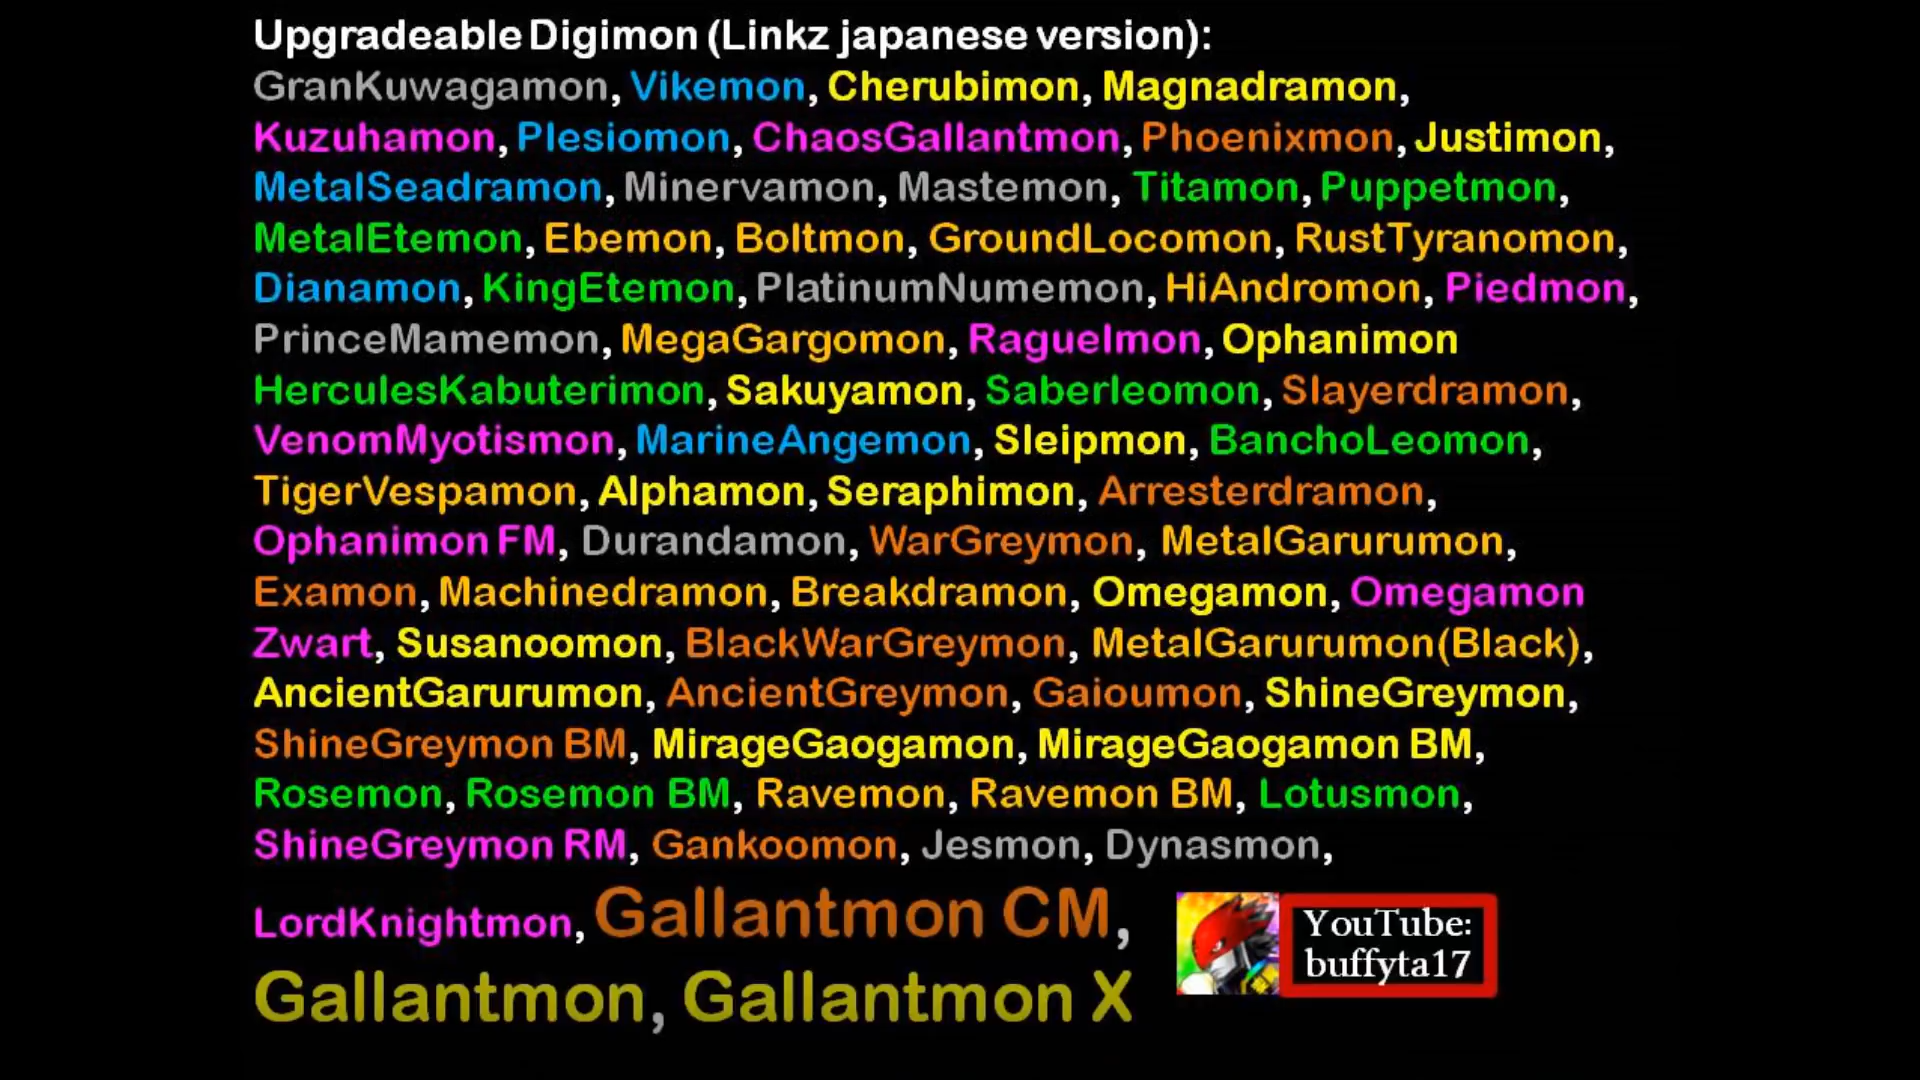 Upgradeable Digimon (Linkz japanese version):
GranKuwagamon, Vikemon, Cherubimon, Magnadramon,
Kuzuhamon, Plesiomon, ChaosGallantmon, Phoenixmon, Justimon,
MetalSeadramon, Minervamon, Mastemon, Titamon, Puppetmon,
MetalEtemon, Ebemon, Boltmon, GroundLocomon, RustTyranomon,
Dianamon, KingEtemon, PlatinumNumemon, HiAndromon, Piedmon,
PrinceMamemon, MegaGargomon, Raguelmon, Ophanimon
HerculesKabuterimon, Sakuyamon, Saberleomon, Slayerdramon,
VenomMyotismon, MarineAngemon, Sleipmon, BanchoLeomon,
TigerVespamon, Alphamon, Seraphimon, Arresterdramon,
Ophanimon FM, Durandamon, WarGreymon, MetalGarurumon,
Examon, Machinedramon, Breakdramon, Omegamon, Omegamon
Zwart, Susanoomon, BlackWarGreymon, MetalGarurumon(Black),
AncientGarurumon, AncientGreymon, Gaioumon, ShineGreymon,
ShineGreymon BM, MirageGaogamon, MirageGaogamon BM,
Rosemon, Rosemon BM, Ravemon, Ravemon BM, Lotusmon,
ShineGreymon RM, Gankoomon, Jesmon, Dynasmon,
LordKnightmon, Gallantmon CM,
Gallantmon, Gallantmon X
YouTube:
buffyta17